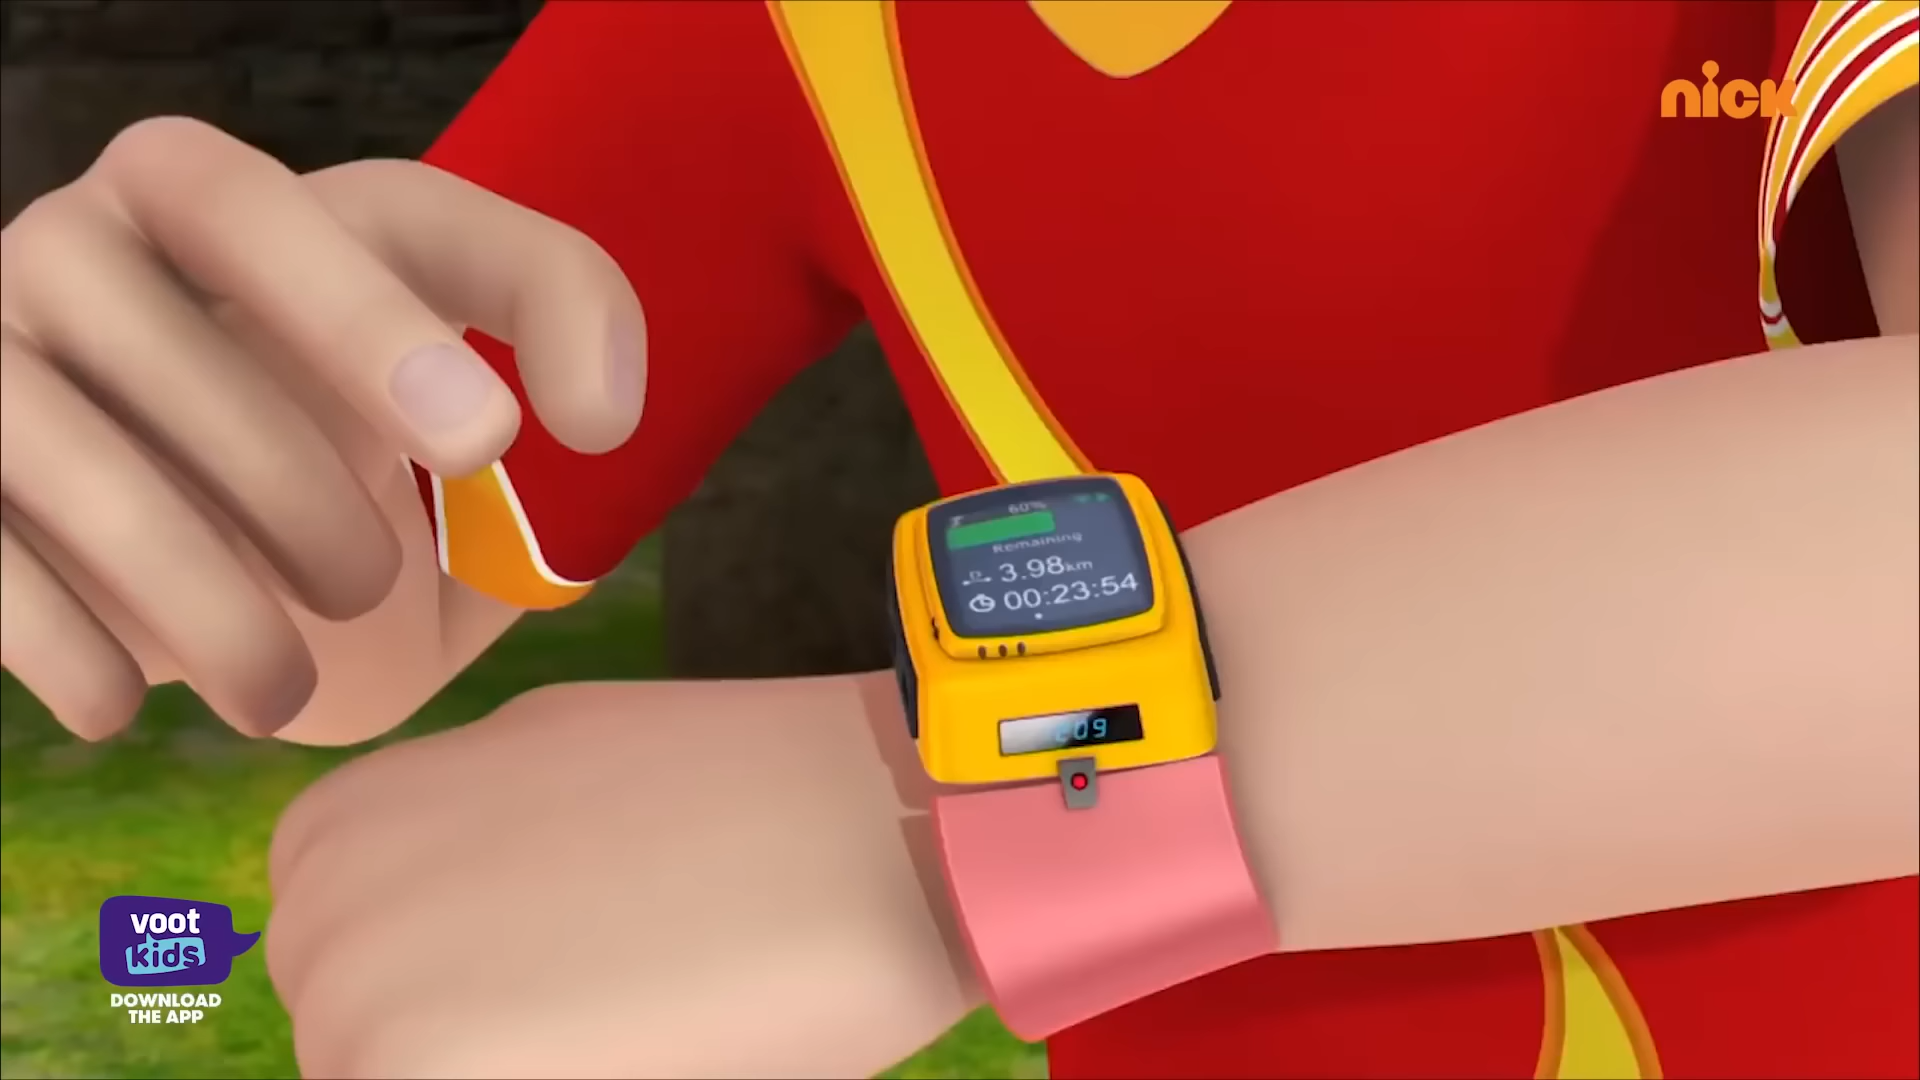 nick
60%
Remaining
D 3.98km
00:23:54
209
voot
kids
DOWNLOAD
THE APP